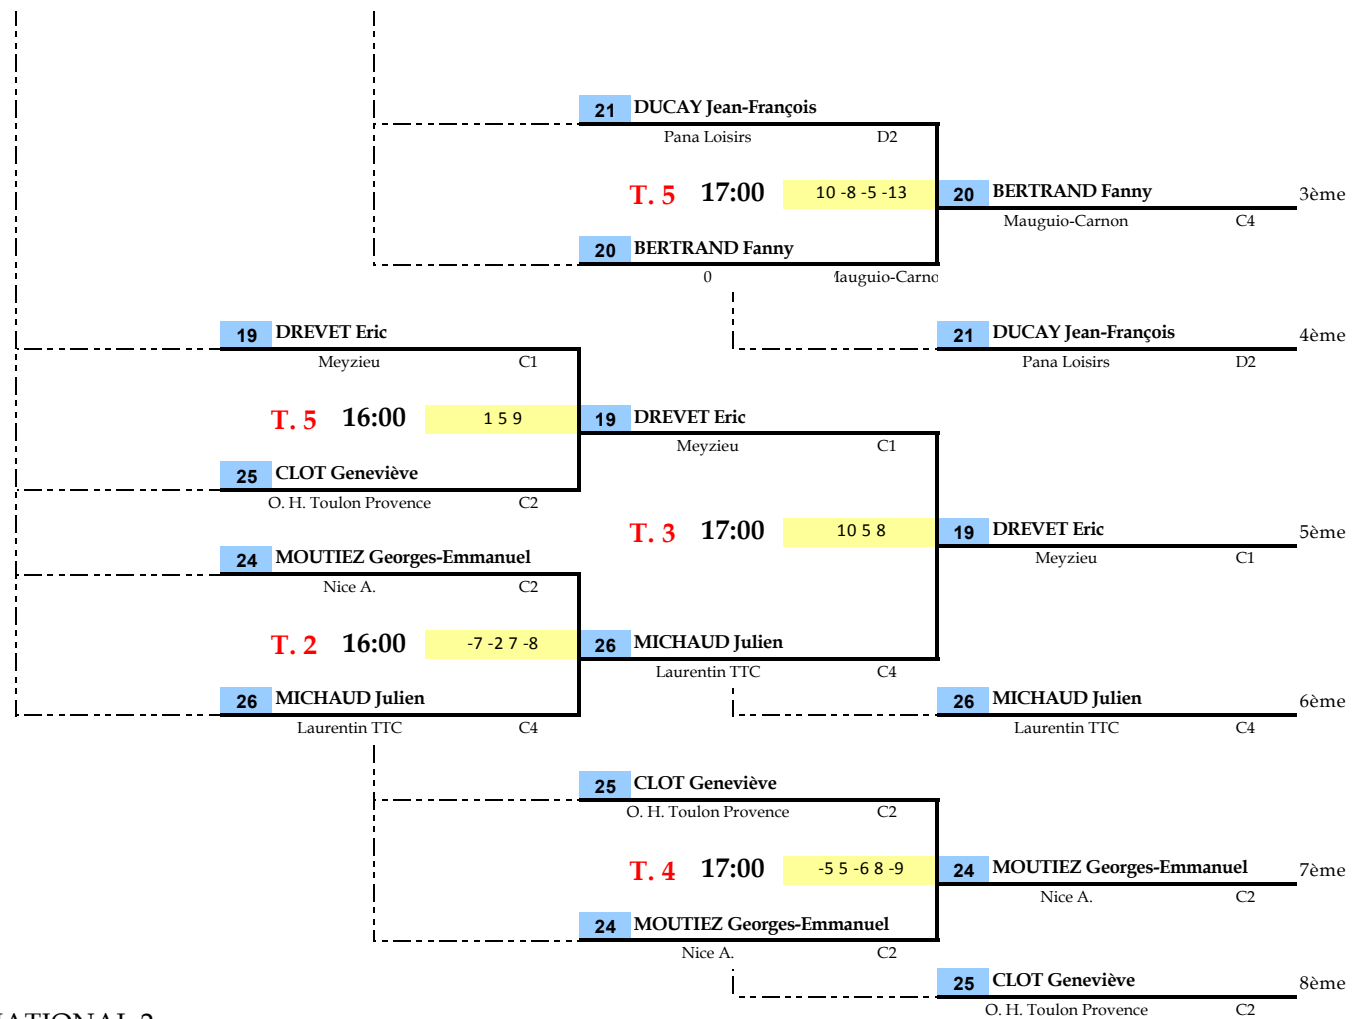 21 DUCAY Jean-François
Pana Loisirs D2
T. 5 17:00 10 -8 -5 -13 20 BERTRAND Fanny 3ème
Mauguio-Carnon C4
20 BERTRAND Fanny
0 Mauguio-Carno
19 DREVET Eric 21 DUCAY Jean-François 4ème
Meyzieu C1 Pana Loisirs D2
T. 5 16:00 1 5 9 19 DREVET Eric
Meyzieu C1
25 CLOT Geneviève
O. H. Toulon Provence C2
T. 3 17:00 10 5 8 19 DREVET Eric 5ème
24 MOUTIEZ Georges-Emmanuel Meyzieu C1
Nice A. C2
T. 2 16:00 -7 -2 7 -8 26 MICHAUD Julien
Laurentin TTC C4
26 MICHAUD Julien 26 MICHAUD Julien 6ème
Laurentin TTC C4 Laurentin TTC C4
25 CLOT Geneviève
O. H. Toulon Provence C2
T. 4 17:00 -5 5 -6 8 -9 24 MOUTIEZ Georges-Emmanuel 7ème
Nice A. C2
24 MOUTIEZ Georges-Emmanuel
Nice A. C2
25 CLOT Geneviève 8ème
O. H. Toulon Provence C2
NATIONAL 2